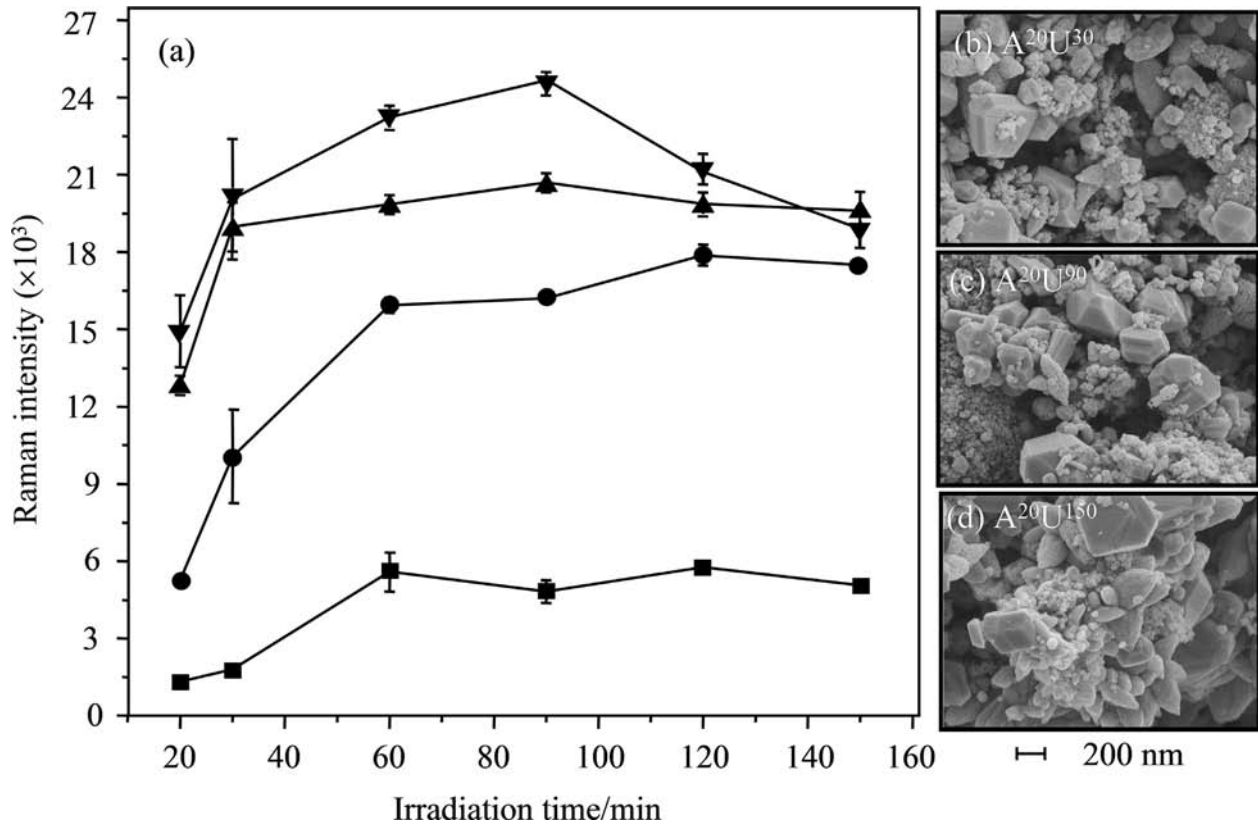 27
24
21
18
15
12
9
6
3
0
Raman intensity (×10³)
(a)
20 40 60 80 100 120 140 160
Irradiation time/min
(b) A²⁰U³⁰
(c) A²⁰U⁹⁰
(d) A²⁰U¹⁵⁰
200 nm